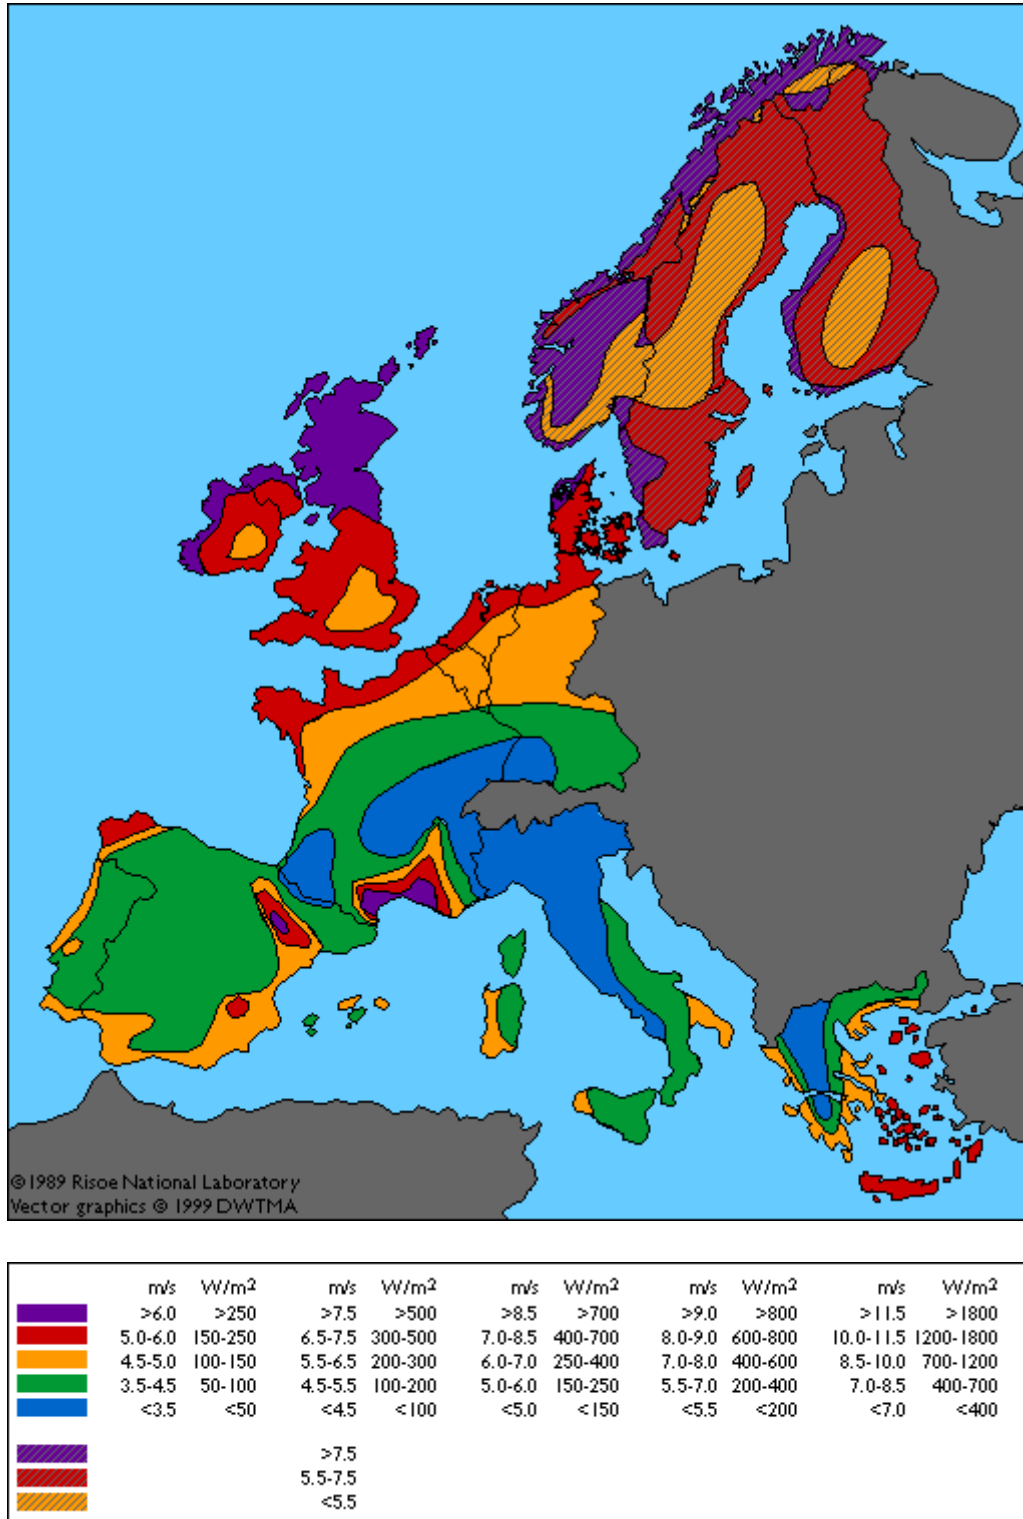 ©1989 Risoe National Laboratory
Vector graphics © 1999 DWTMA
m/s W/m² m/s W/m² m/s W/m² m/s W/m² m/s W/m²
>6.0 >250 >7.5 >500 >8.5 >700 >9.0 >800 >11.5 >1800
5.0-6.0 150-250 6.5-7.5 300-500 7.0-8.5 400-700 8.0-9.0 600-800 10.0-11.5 1200-1800
4.5-5.0 100-150 5.5-6.5 200-300 6.0-7.0 250-400 7.0-8.0 400-600 8.5-10.0 700-1200
3.5-4.5 50-100 4.5-5.5 100-200 5.0-6.0 150-250 5.5-7.0 200-400 7.0-8.5 400-700
<3.5 <50 <4.5 <100 <5.0 <150 <5.5 <200 <7.0 <400
>7.5
5.5-7.5
<5.5